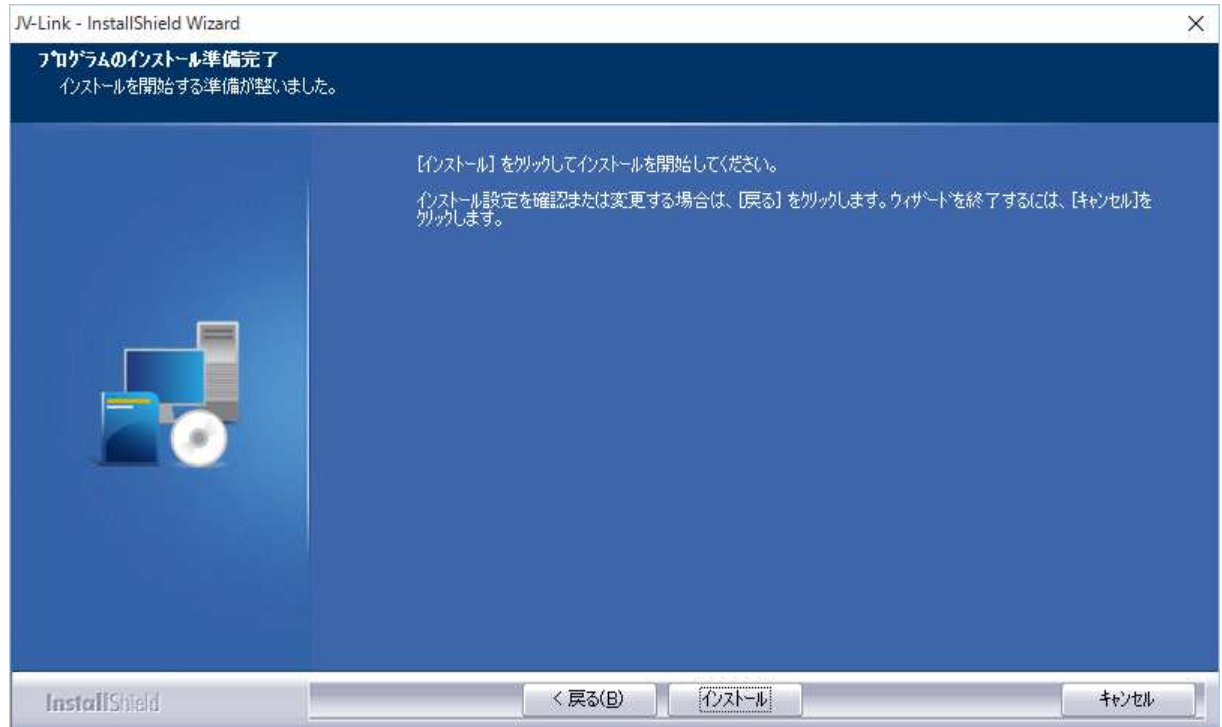 JV-Link - InstallShield Wizard
プログラムのインストール準備完了
インストールを開始する準備が整いました。
[インストール] をクリックしてインストールを開始してください。
インストール設定を確認または変更する場合は、[戻る] をクリックします。ウィザードを終了するには、[キャンセル]を
クリックします。
InstallShield
< 戻る(B)
インストール
キャンセル